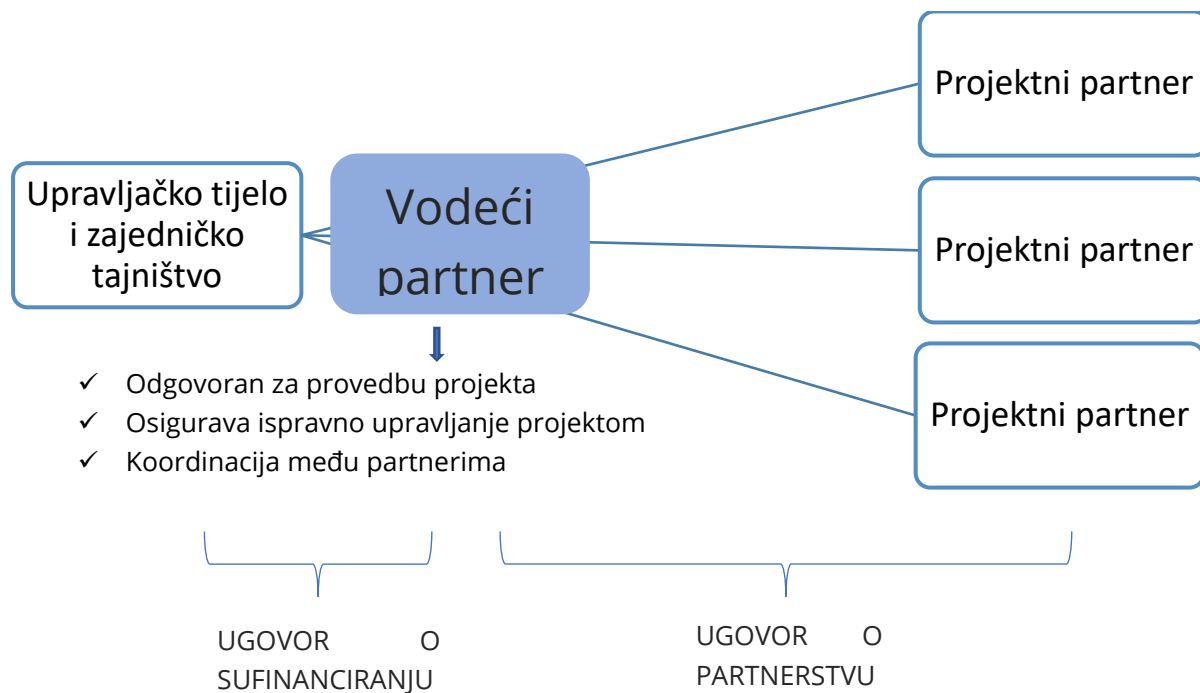 Projektni partner
Upravljačko tijelo
i zajedničko
tajništvo
Vodeći
partner
Projektni partner
Projektni partner
✓ Odgovoran za provedbu projekta
✓ Osigurava ispravno upravljanje projektom
✓ Koordinacija među partnerima
UGOVOR O
SUFINANCIRANJU
UGOVOR O
PARTNERSTVU